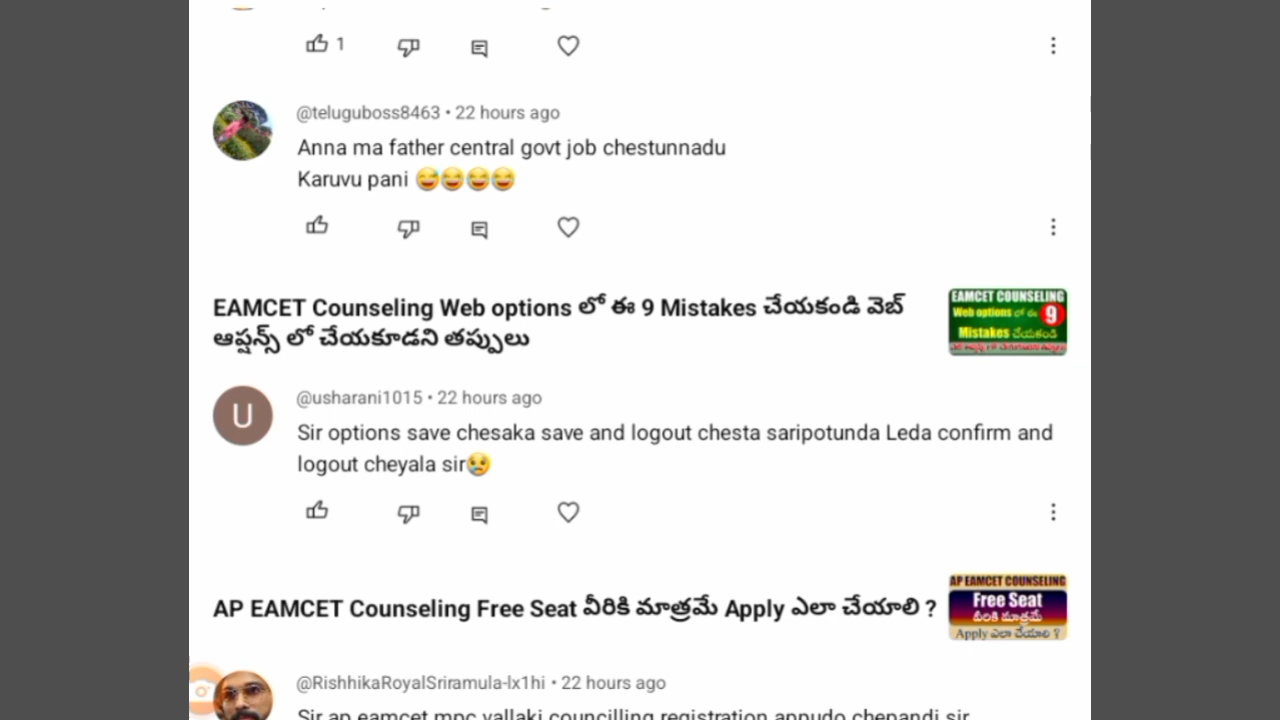 1
@teluguboss8463 • 22 hours ago
Anna ma father central govt job chestunnadu
Karuvu pani 😅😂😂😂
EAMCET Counseling Web options లో ఈ 9 Mistakes చేయకండి వెబ్
ఆప్షన్స్ లో చేయకూడని తప్పులు
EAMCET COUNSELING
Web options లో ఈ 9
Mistakes చేయకండి
@usharani1015 • 22 hours ago
U
Sir options save chesaka save and logout chesta saripotunda Leda confirm and
logout cheyala sir😢
AP EAMCET Counseling Free Seat వీరికి మాత్రమే Apply ఎలా చేయాలి ?
AP EAMCET COUNSELING
Free Seat
వీరికి మాత్రమే
Apply ఎలా చేయాలి ?
@RishhikaRoyalSriramula-lx1hi • 22 hours ago
Sir ap eamcet mpc vallaki councilling registration appudo chepandi sir